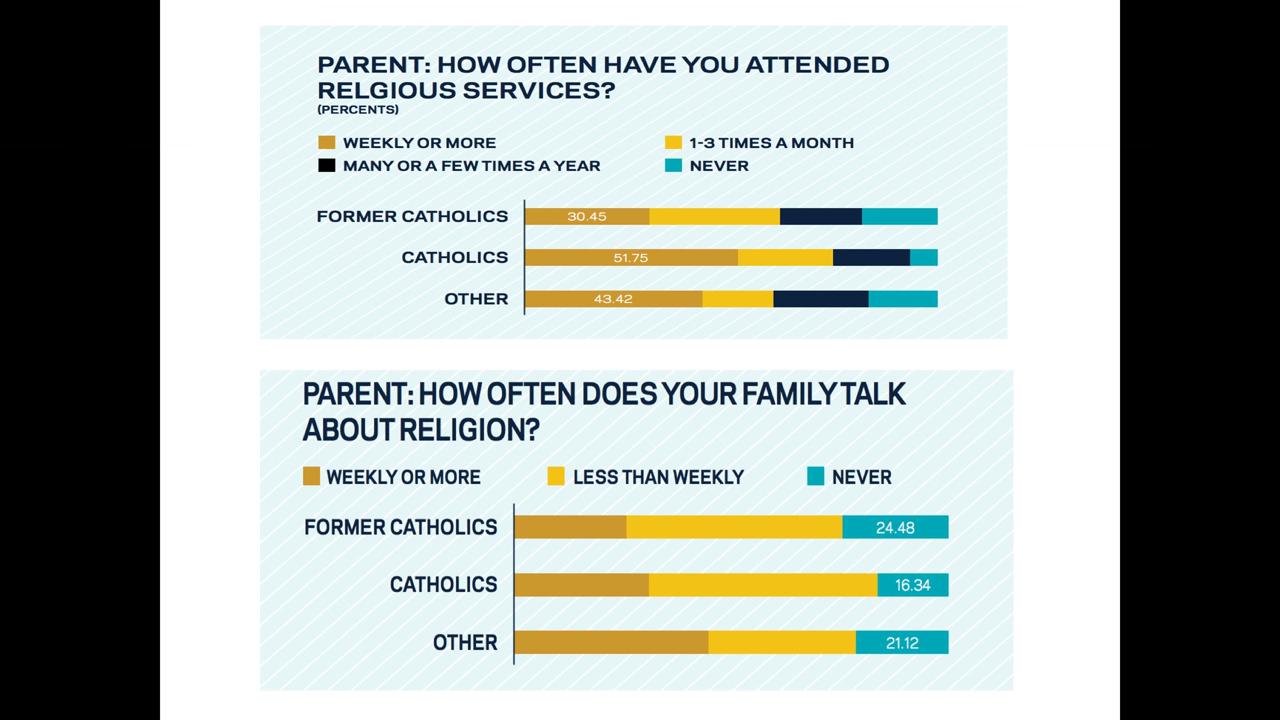 PARENT: HOW OFTEN HAVE YOU ATTENDED
RELGIOUS SERVICES?
(PERCENTS)
WEEKLY OR MORE
1-3 TIMES A MONTH
MANY OR A FEW TIMES A YEAR
NEVER
FORMER CATHOLICS
30.45
CATHOLICS
51.75
OTHER
43.42
PARENT: HOW OFTEN DOES YOUR FAMILY TALK
ABOUT RELIGION?
WEEKLY OR MORE
LESS THAN WEEKLY
NEVER
FORMER CATHOLICS
24.48
CATHOLICS
16.34
OTHER
21.12